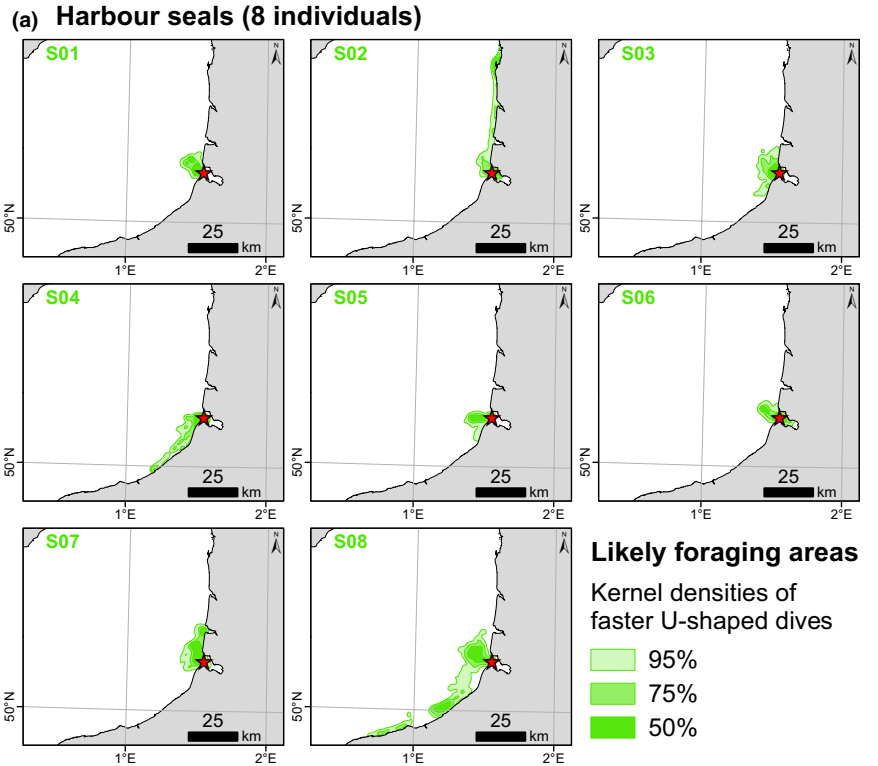 (a) Harbour seals (8 individuals)
S01
N
25
km
50°N
1°E
2°E
S02
N
25
km
50°N
1°E
2°E
S03
N
25
km
50°N
1°E
2°E
S04
N
25
km
50°N
1°E
2°E
S05
N
25
km
50°N
1°E
2°E
S06
N
25
km
50°N
1°E
2°E
S07
N
25
km
50°N
1°E
2°E
S08
N
25
km
50°N
1°E
2°E
Likely foraging areas
Kernel densities of
faster U-shaped dives
95%
75%
50%